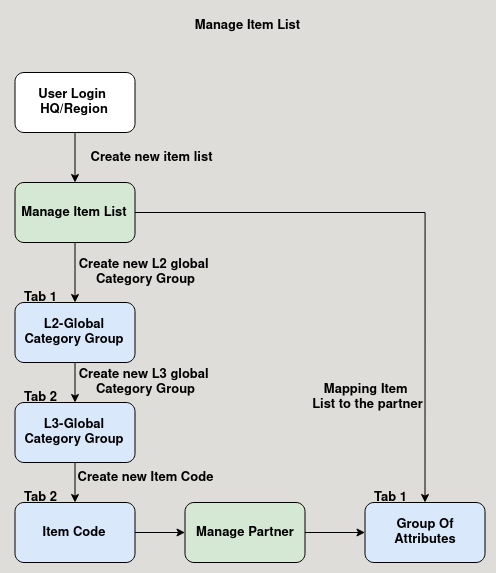 Manage Item List
User Login
HQ/Region
Create new item list
Manage Item List
Create new L2 global
Category Group
Tab 1
L2-Global
Category Group
Create new L3 global
Category Group
Tab 2
L3-Global
Category Group
Mapping Item
List to the partner
Create new Item Code
Tab 2
Item Code
Manage Partner
Tab 1
Group Of
Attributes